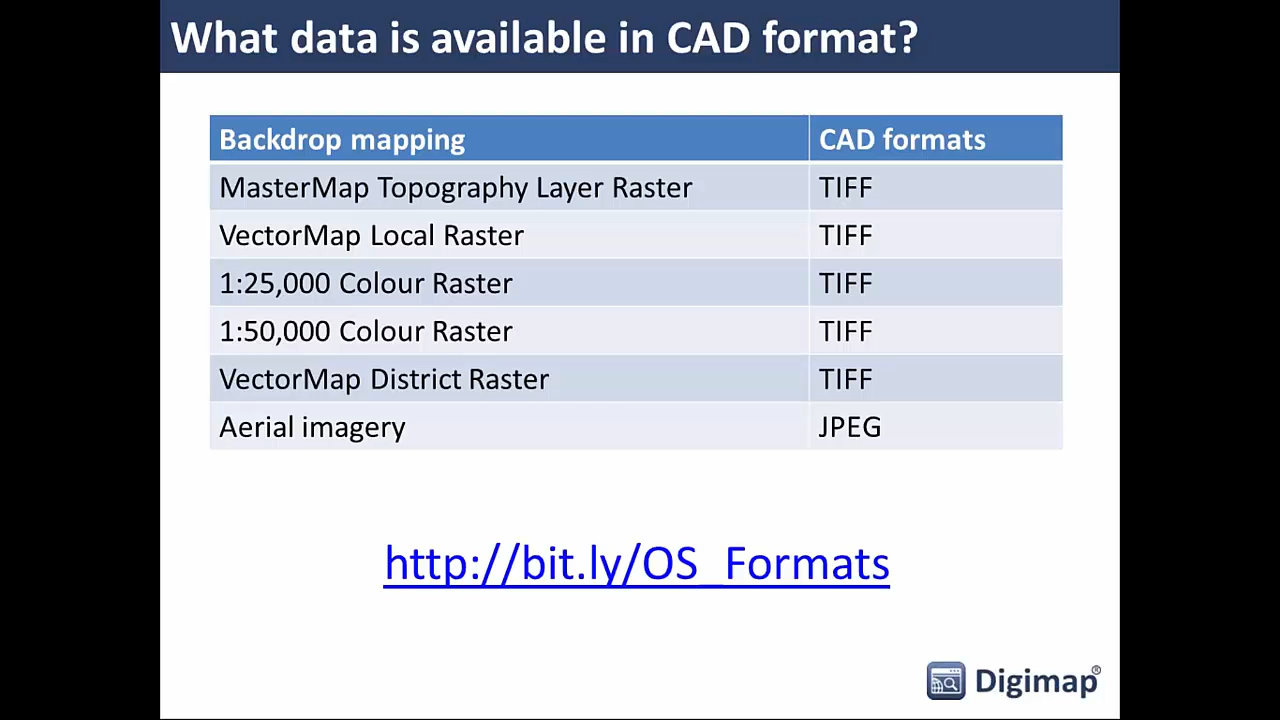 What data is available in CAD format?
Backdrop mapping CAD formats
MasterMap Topography Layer Raster TIFF
VectorMap Local Raster TIFF
1:25,000 Colour Raster TIFF
1:50,000 Colour Raster TIFF
VectorMap District Raster TIFF
Aerial imagery JPEG
http://bit.ly/OS_Formats
Digimap®